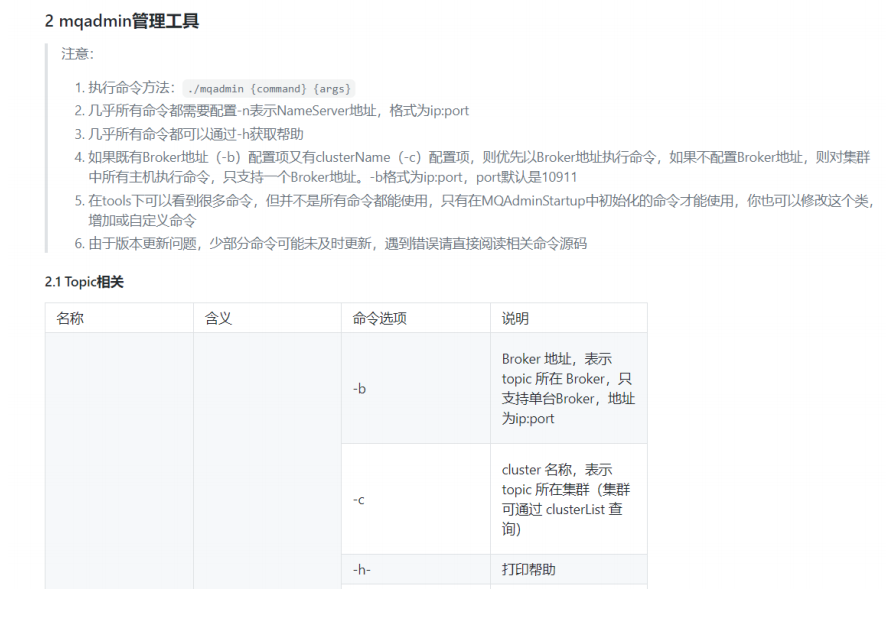 2 mqadmin管理工具
注意：
1. 执行命令方法：./mqadmin {command} {args}
2. 几乎所有命令都需要配置-n表示NameServer地址，格式为ip:port
3. 几乎所有命令都可以通过-h获取帮助
4. 如果既有Broker地址（-b）配置项又有clusterName（-c）配置项，则优先以Broker地址执行命令，如果不配置Broker地址，则对集群
中所有主机执行命令，只支持一个Broker地址。-b格式为ip:port，port默认是10911
5. 在tools下可以看到很多命令，但并不是所有命令都能使用，只有在MQAdminStartup中初始化的命令才能使用，你也可以修改这个类，
增加或自定义命令
6. 由于版本更新问题，少部分命令可能未及时更新，遇到错误请直接阅读相关命令源码
2.1 Topic相关
名称 含义 命令选项 说明
-b
Broker 地址，表示
topic 所在 Broker，只
支持单台Broker，地址
为ip:port
-c
cluster 名称，表示
topic 所在集群（集群
可通过 clusterList 查
询）
-h- 打印帮助